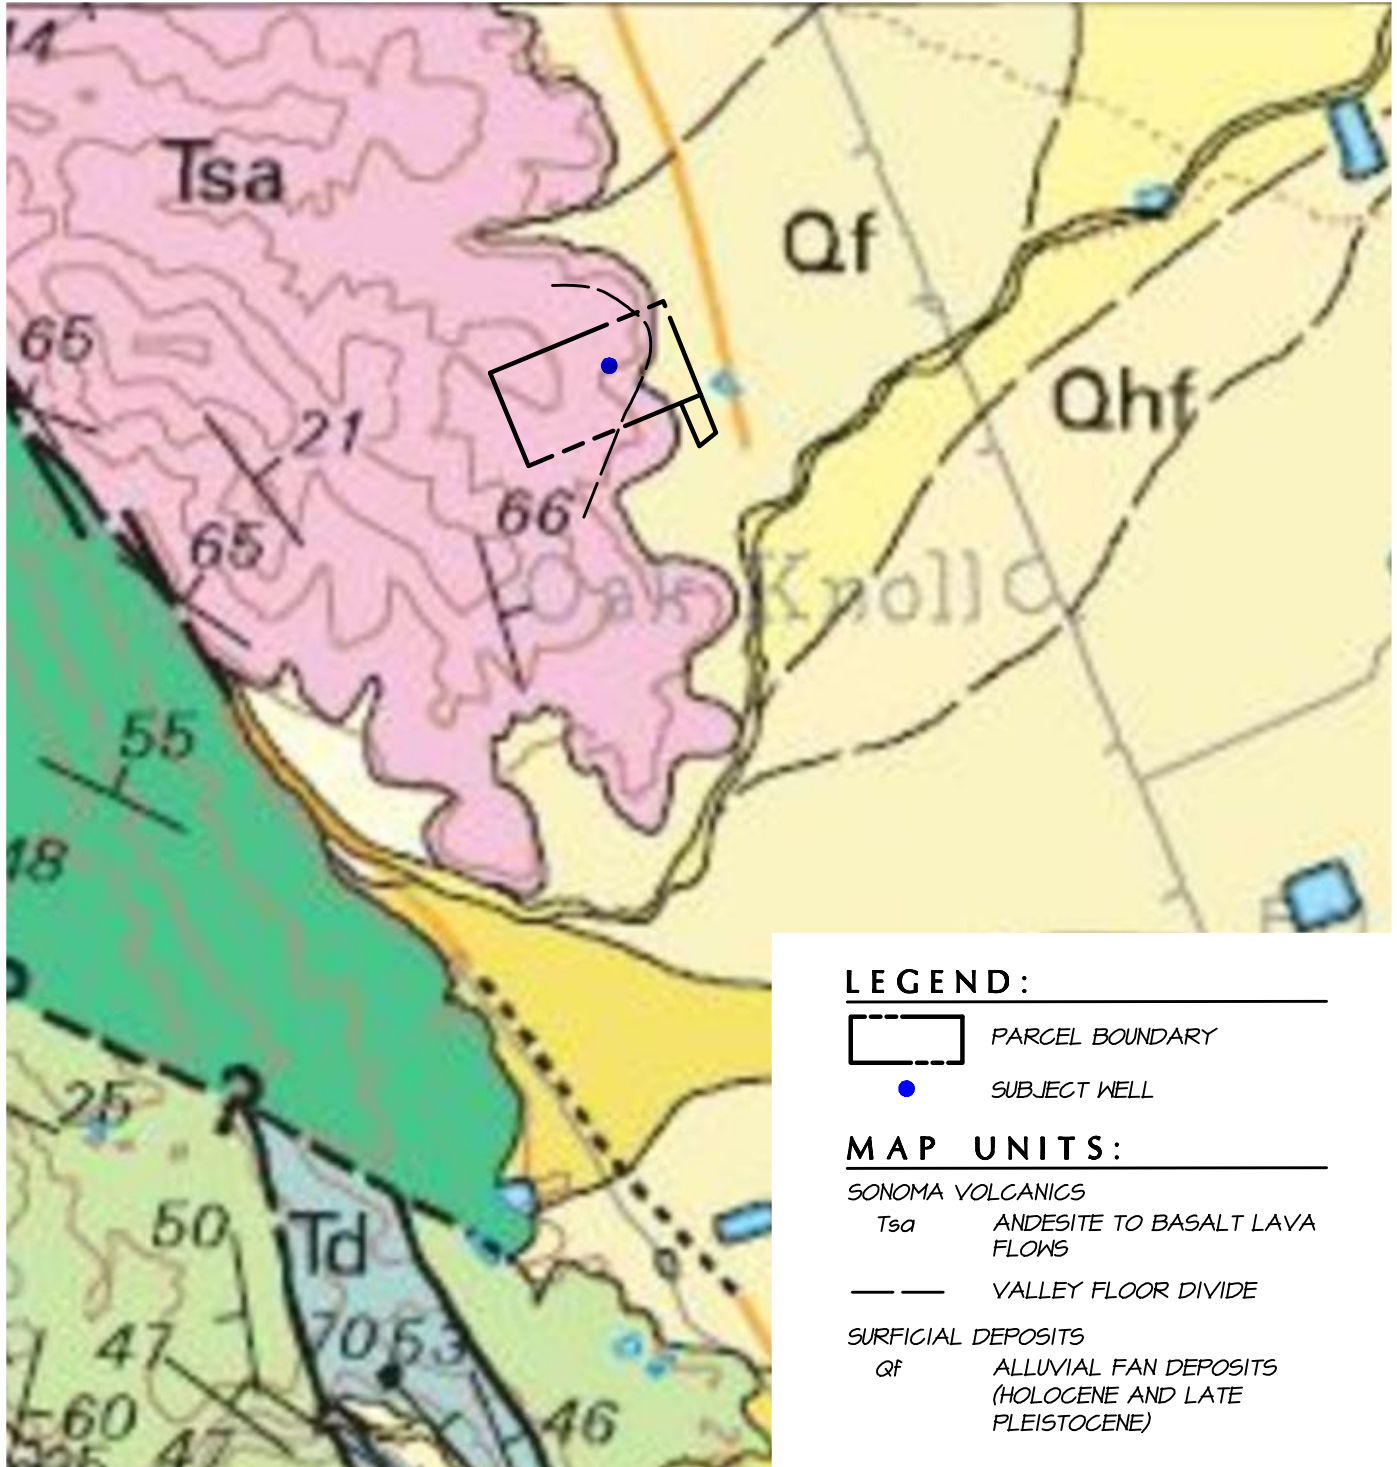 44
Tsa
Qf
65
21
Qhf
65
66
Oak Knoll
55
48
25
?
50
Td
70 53
47
60
47
46
LEGEND:
PARCEL BOUNDARY
SUBJECT WELL
MAP UNITS:
SONOMA VOLCANICS
Tsa
ANDESITE TO BASALT LAVA
FLOWS
VALLEY FLOOR DIVIDE
SURFICIAL DEPOSITS
Qf
ALLUVIAL FAN DEPOSITS
(HOLOCENE AND LATE
PLEISTOCENE)